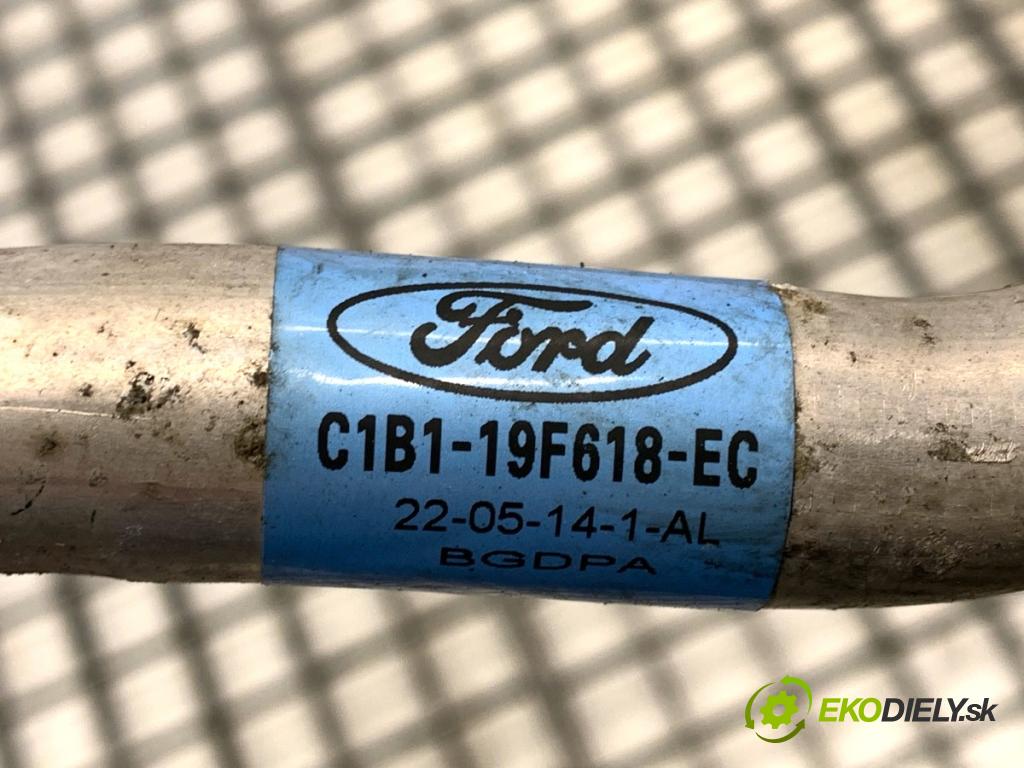 Ford
C1B1-19F618-EC
22-05-14-1-AL
BGDPA
EKODIELY.sk